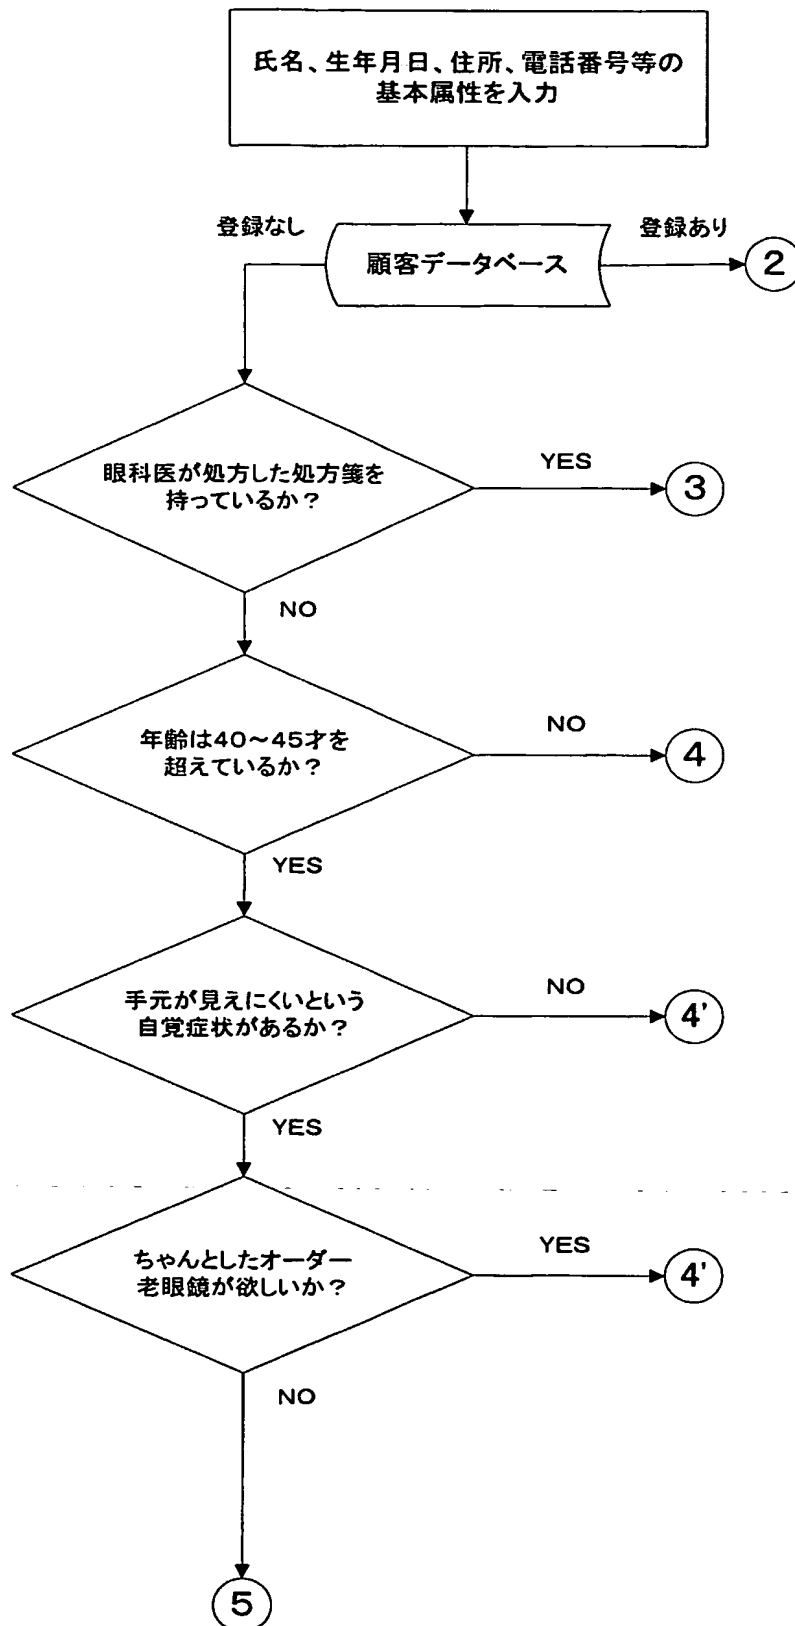 氏名、生年月日、住所、電話番号等の
基本属性を入力
登録なし
顧客データベース
登録あり
2
眼科医が処方した処方箋を
持っているか？
YES
3
NO
年齢は40～45才を
超えているか？
NO
4
YES
手元が見えにくいという
自覚症状があるか？
NO
4'
YES
ちゃんとしたオーダー
老眼鏡が欲しいか？
YES
4'
NO
5